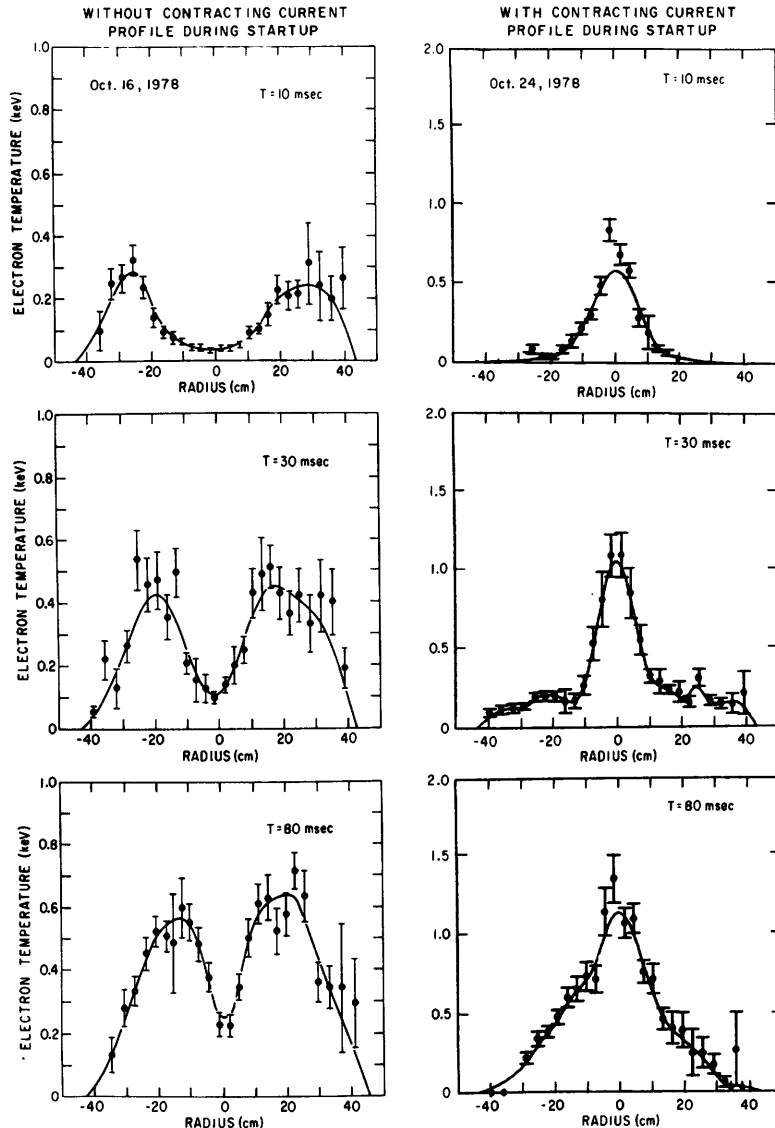 WITHOUT CONTRACTING CURRENT
PROFILE DURING STARTUP
WITH CONTRACTING CURRENT
PROFILE DURING STARTUP
Oct. 16, 1978
T=10 msec
ELECTRON TEMPERATURE (keV)
1.0
0.8
0.6
0.4
0.2
0
-40 -20 0 20 40
RADIUS (cm)
Oct. 24, 1978
T=10 msec
2.0
1.5
1.0
0.5
0
-40 -20 0 20 40
RADIUS (cm)
T=30 msec
ELECTRON TEMPERATURE (keV)
1.0
0.8
0.6
0.4
0.2
0
-40 -20 0 20 40
RADIUS (cm)
T=30 msec
2.0
1.5
1.0
0.5
0
-40 -20 0 20 40
RADIUS (cm)
T=80 msec
ELECTRON TEMPERATURE (keV)
1.0
0.8
0.6
0.4
0.2
0
-40 -20 0 20 40
RADIUS (cm)
T=80 msec
2.0
1.5
1.0
0.5
0
-40 -20 0 20 40
RADIUS (cm)